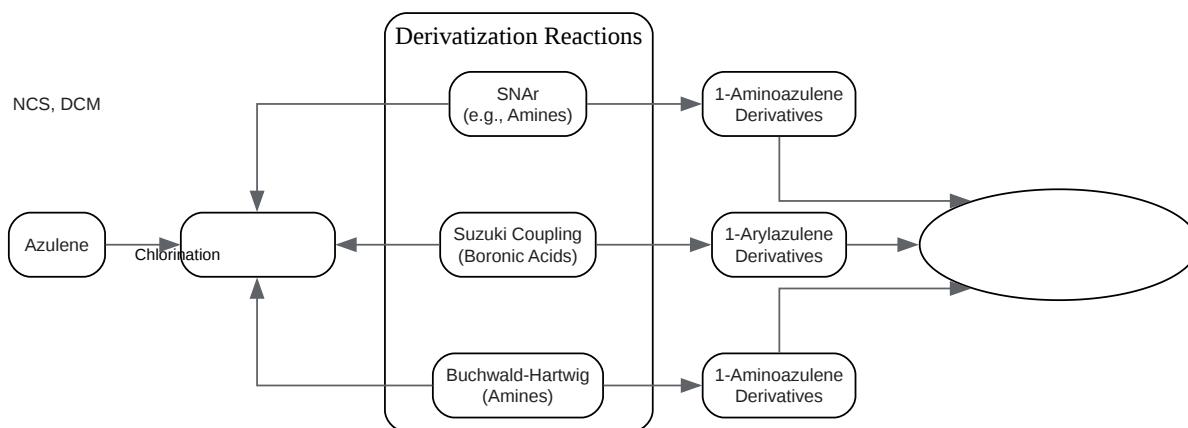 Derivatization Reactions
NCS, DCM
SNAr
(e.g., Amines)
1-Aminoazulene
Derivatives
Azulene
Chlorination
Suzuki Coupling
(Boronic Acids)
1-Arylazulene
Derivatives
Buchwald-Hartwig
(Amines)
1-Aminoazulene
Derivatives